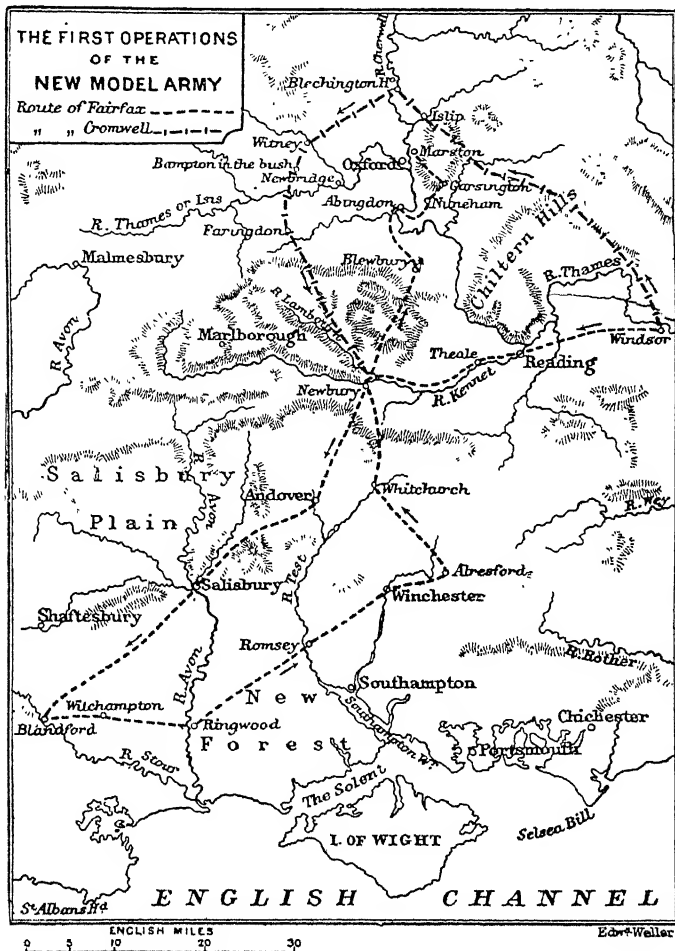 THE FIRST OPERATIONS
OF THE
NEW MODEL ARMY
Route of Fairfax
" " Cromwell
R. Cherwell
Blechington H.
Islip
Witney
Marston
Bampton in the bush
Oxford
Newbridge
Garsington
Abingdon
Nuneham
R. Thames or Isis
Faringdon
Chiltern Hills
Malmesbury
Blewbury
R. Thames
R. Lambourn
R. Avon
Marlborough
Theale
Reading
Windsor
Newbury
R. Kennet
Salisbury
Plain
R. Avon
Andover
Whitchurch
R. Wey
R. Test
Alresford
Salisbury
Winchester
Shaftesbury
Romsey
R. Rother
R. Avon
New
Forest
Southampton
Witchampton
Southampton Wr.
Chichester
Blandford
Ringwood
Portsmouth
R. Stour
The Solent
Selsea Bill
I. OF WIGHT
St. Albans Hd
ENGLISH CHANNEL
ENGLISH MILES
0 5 10 20 30
Edwd. Weller